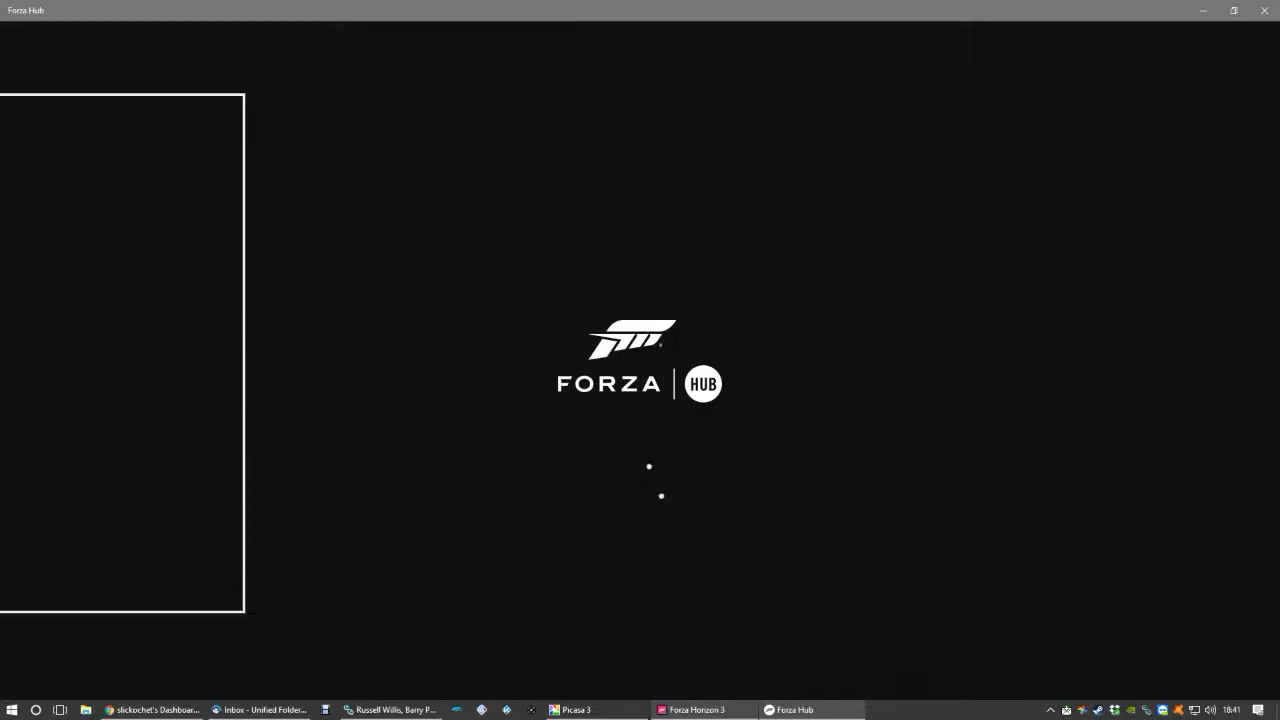 Forza Hub
FORZA | HUB
slickochet's Dashboar...
Inbox - Unified Folder...
Russell Willis, Barry P...
Picasa 3
Forza Horizon 3
Forza Hub
18:41